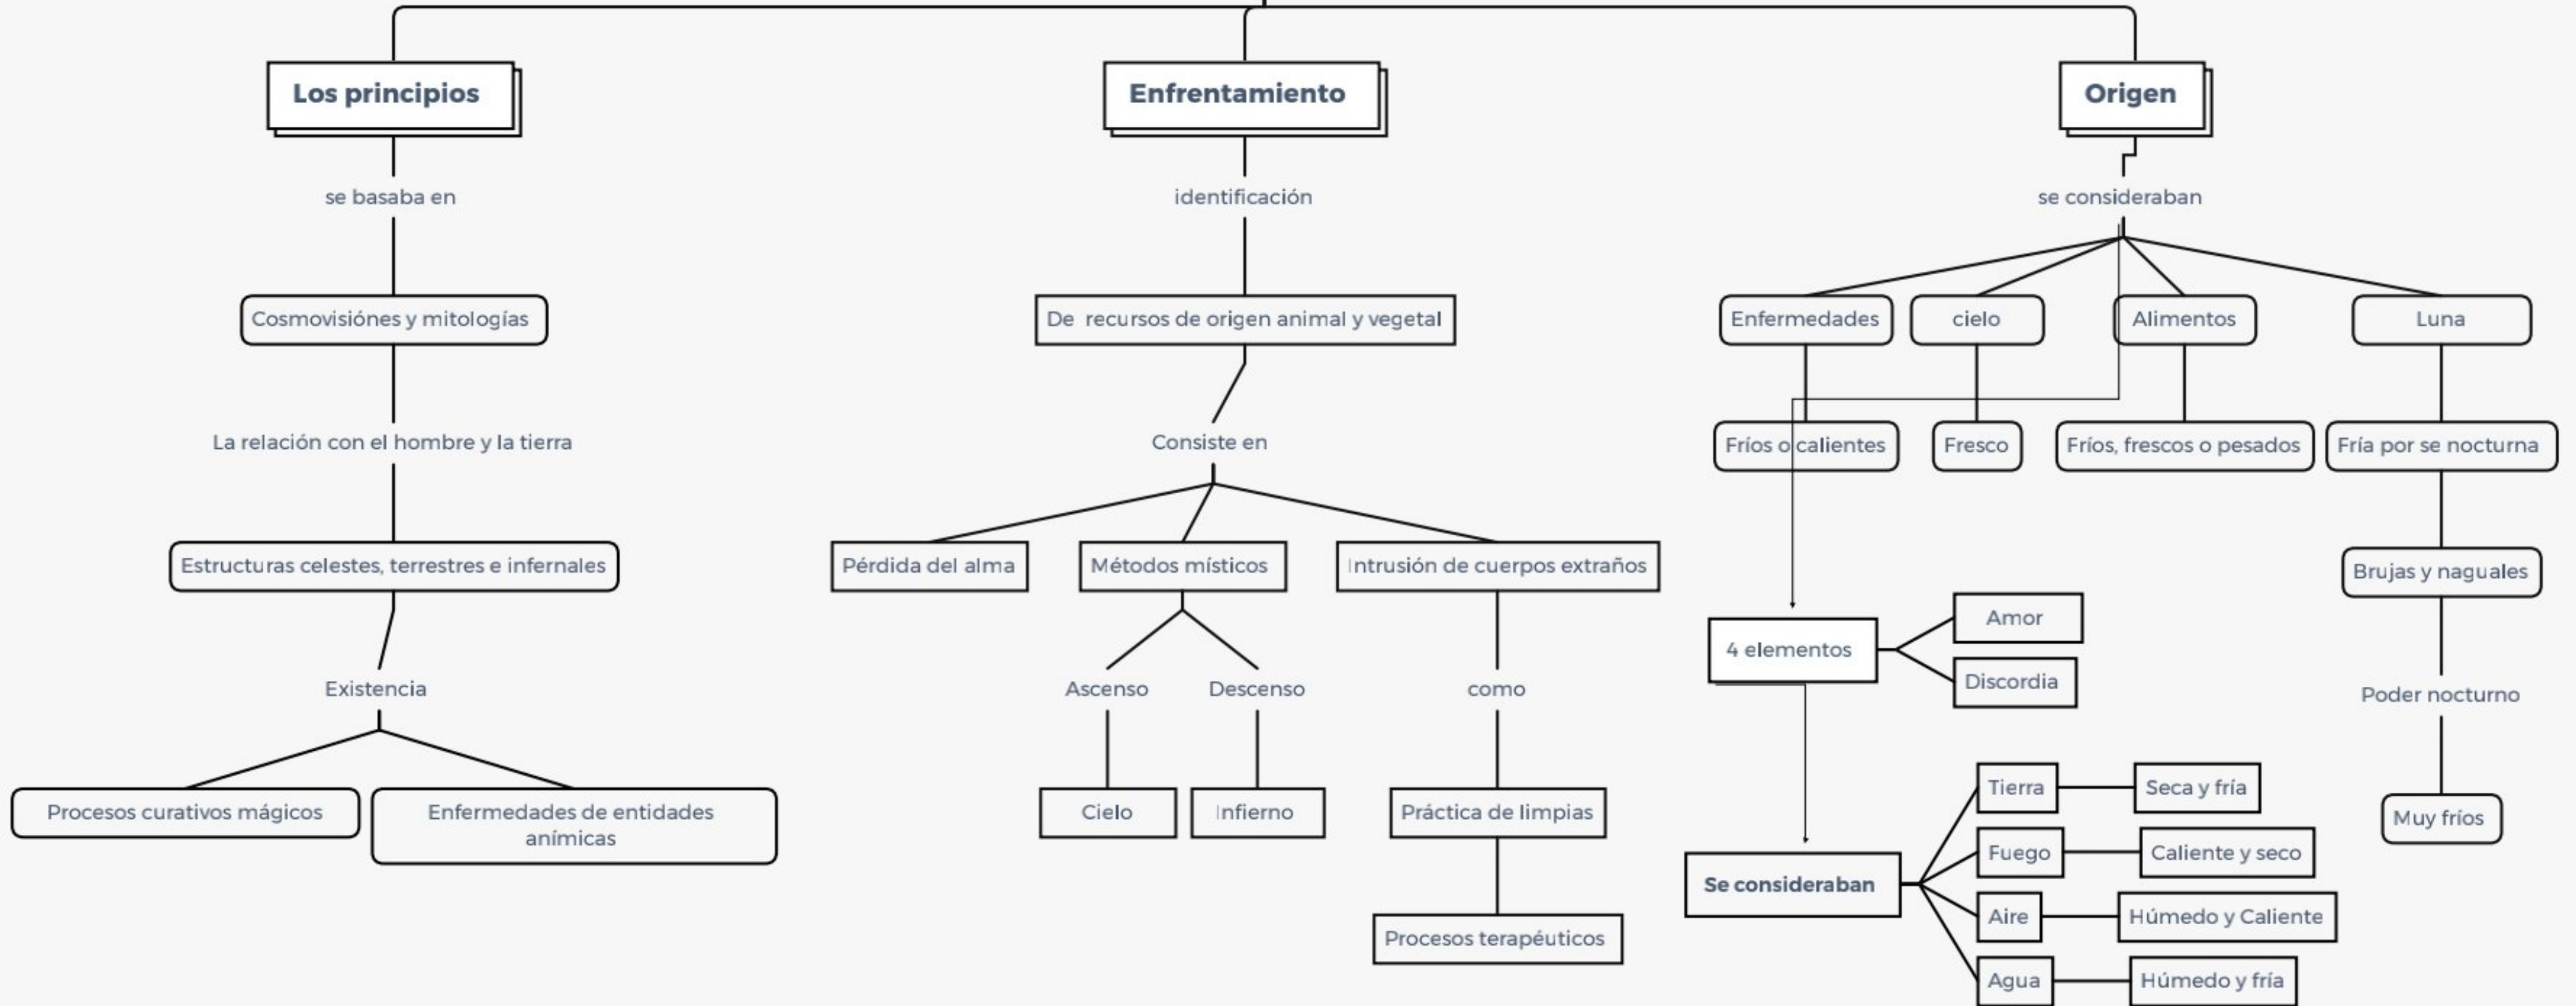 Los principios
Enfrentamiento
Origen
se basaba en
identificación
se consideraban
Cosmovisiónes y mitologías
De recursos de origen animal y vegetal
Enfermedades
cielo
Alimentos
Luna
La relación con el hombre y la tierra
Consiste en
Fríos o calientes
Fresco
Fríos, frescos o pesados
Fría por se nocturna
Estructuras celestes, terrestres e infernales
Pérdida del alma
Métodos místicos
Intrusión de cuerpos extraños
Brujas y naguales
Amor
4 elementos
Discordia
Existencia
Ascenso
Descenso
como
Poder nocturno
Procesos curativos mágicos
Enfermedades de entidades
anímicas
Cielo
Infierno
Práctica de limpias
Tierra
Seca y fría
Muy fríos
Fuego
Caliente y seco
Se consideraban
Aire
Húmedo y Caliente
Procesos terapéuticos
Agua
Húmedo y fría